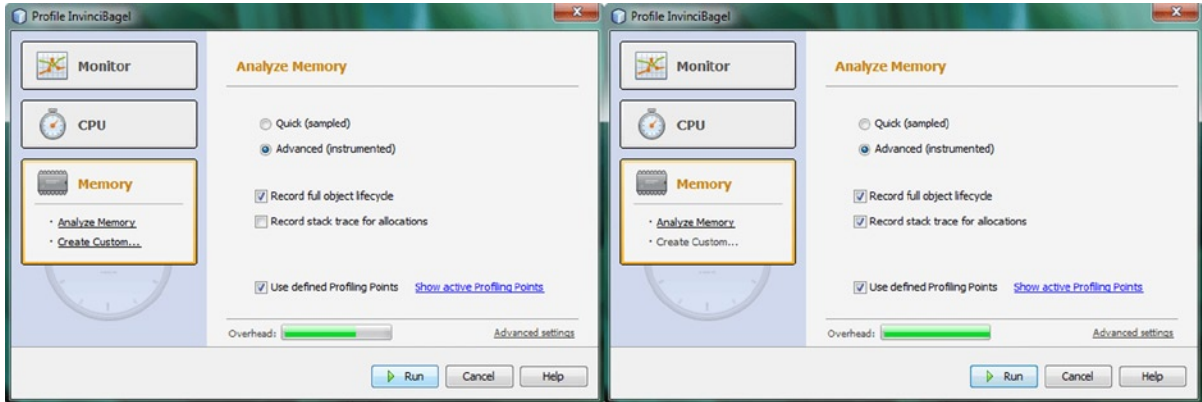 Profile InvinciBagel
Monitor
CPU
Memory
· Analyze Memory
· Create Custom...
Analyze Memory
Quick (sampled)
Advanced (instrumented)
Record full object lifecycle
Record stack trace for allocations
Use defined Profiling Points Show active Profiling Points
Overhead: Advanced settings
Run Cancel Help
Profile InvinciBagel
Monitor
CPU
Memory
· Analyze Memory
· Create Custom...
Analyze Memory
Quick (sampled)
Advanced (instrumented)
Record full object lifecycle
Record stack trace for allocations
Use defined Profiling Points Show active Profiling Points
Overhead: Advanced settings
Run Cancel Help